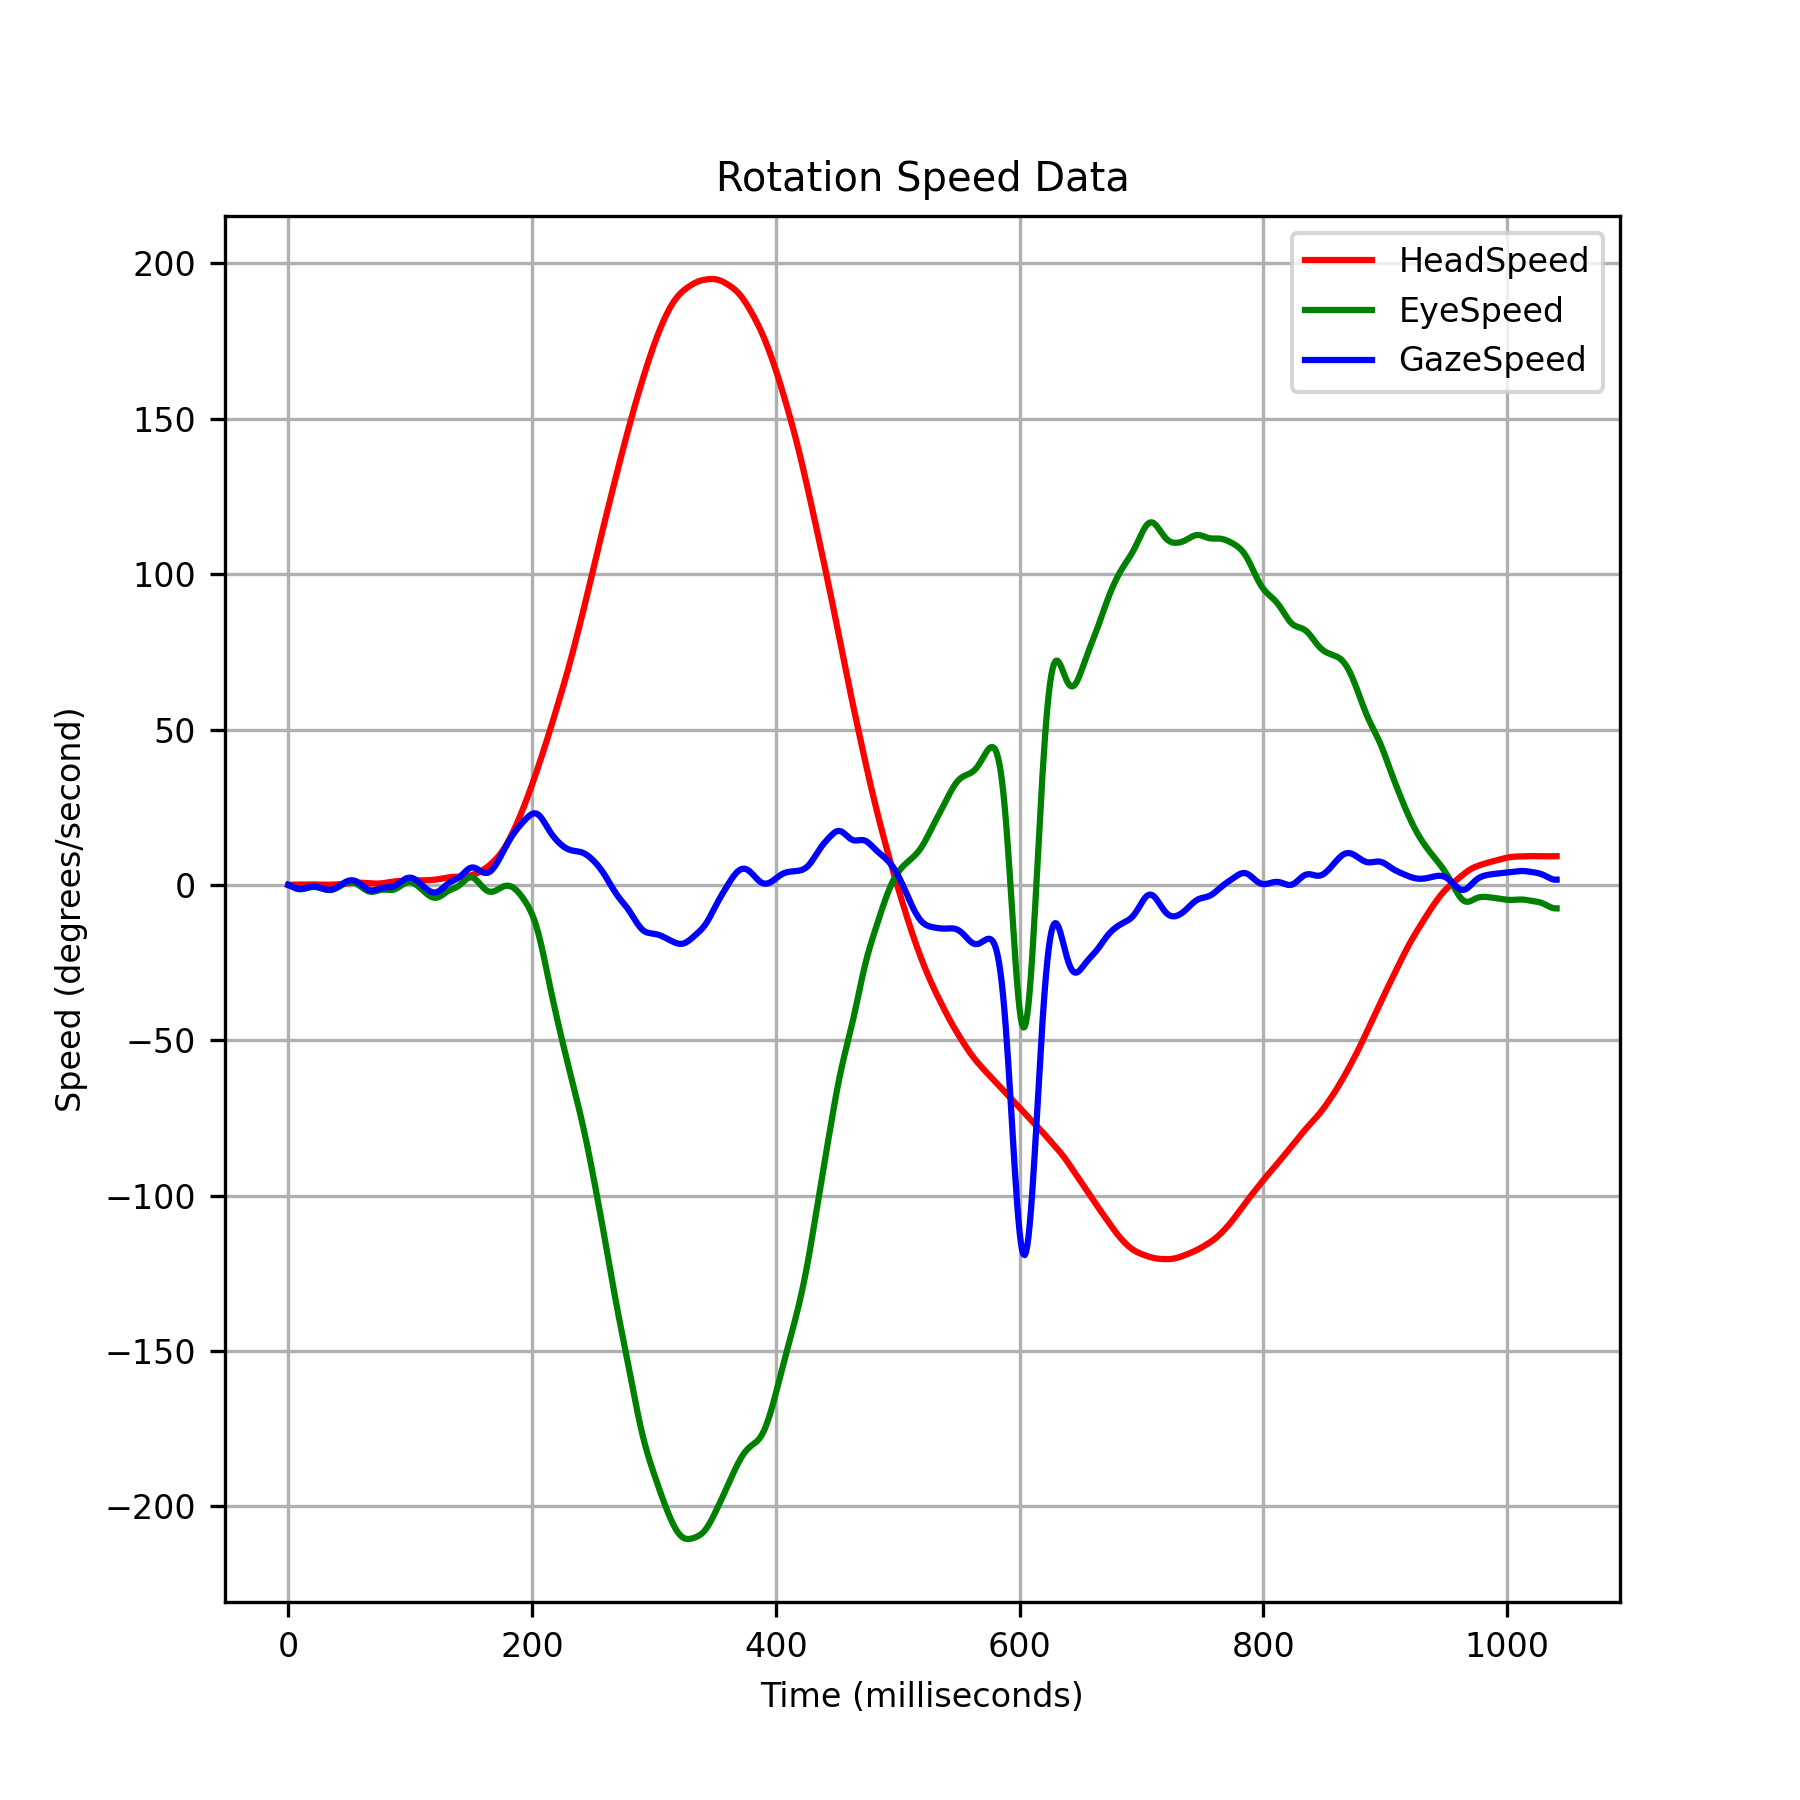 Rotation Speed Data
HeadSpeed
EyeSpeed
GazeSpeed
200
150
100
50
0
−50
−100
−150
−200
Speed (degrees/second)
0 200 400 600 800 1000
Time (milliseconds)